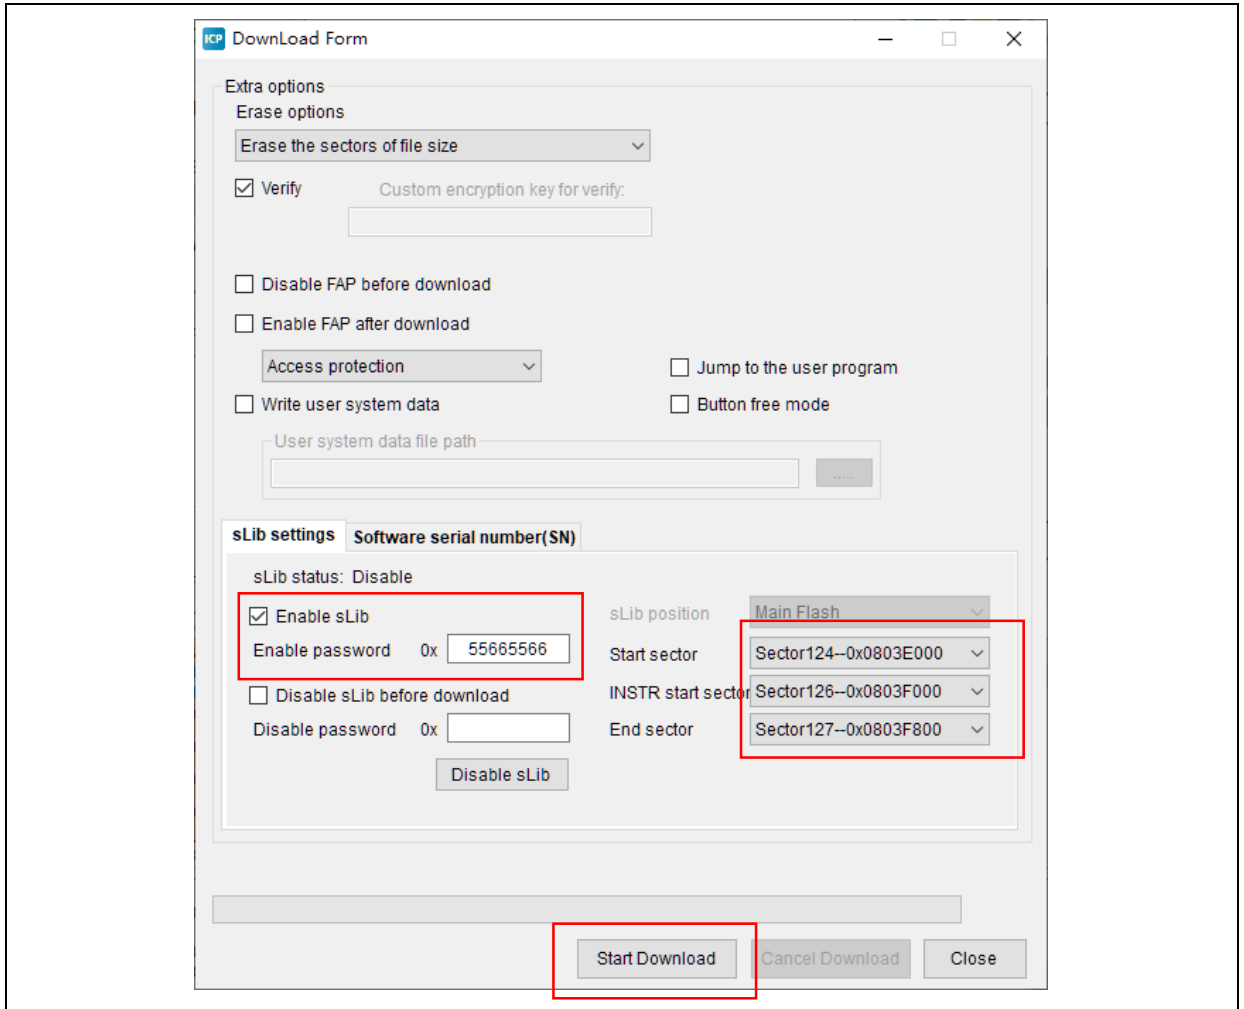 ICP DownLoad Form
Extra options
Erase options
Erase the sectors of file size
Verify
Custom encryption key for verify:
Disable FAP before download
Enable FAP after download
Access protection
Jump to the user program
Write user system data
Button free mode
User system data file path
.....
sLib settings
Software serial number(SN)
sLib status: Disable
Enable sLib
sLib position
Main Flash
Enable password 0x 55665566
Start sector
Sector124--0x0803E000
Disable sLib before download
INSTR start sector
Sector126--0x0803F000
Disable password 0x
End sector
Sector127--0x0803F800
Disable sLib
Start Download
Cancel Download
Close